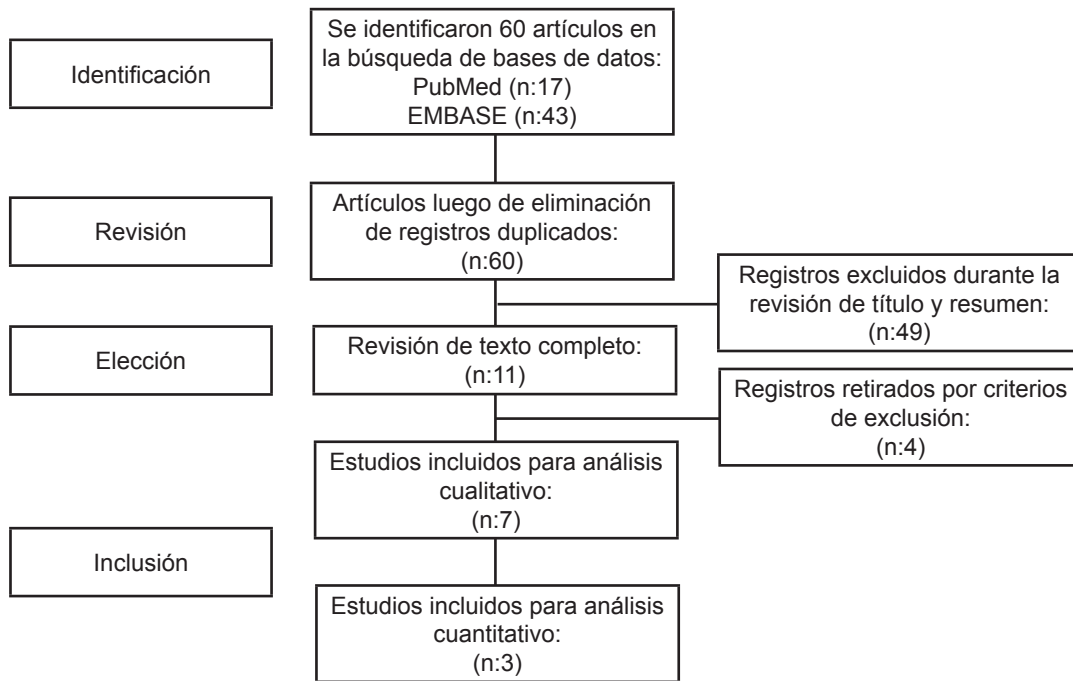 Identificación
Se identificaron 60 artículos en
la búsqueda de bases de datos:
PubMed (n:17)
EMBASE (n:43)
Revisión
Artículos luego de eliminación
de registros duplicados:
(n:60)
Registros excluidos durante la
revisión de título y resumen:
(n:49)
Elección
Revisión de texto completo:
(n:11)
Registros retirados por criterios
de exclusión:
(n:4)
Estudios incluidos para análisis
cualitativo:
(n:7)
Inclusión
Estudios incluidos para análisis
cuantitativo:
(n:3)